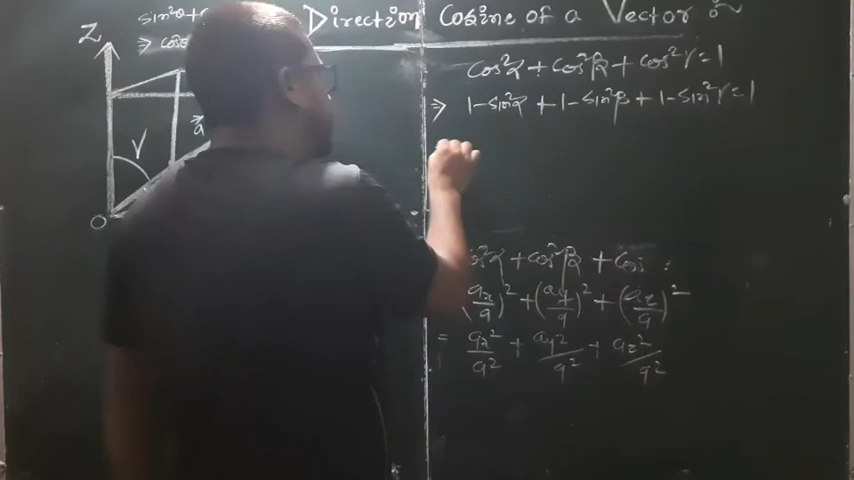 Direction Cosine of a Vector
sin²α +
⇒ cos²
Z
γ
a⃗
O
cos²α + cos²β + cos²γ = 1
⇒ 1-sin²α + 1-sin²β + 1-sin²γ = 1
cos²α + cos²β + cos
(ax/a)² + (ay/a)² + (az/a)²
= ax²/a² + ay²/a² + az²/a²